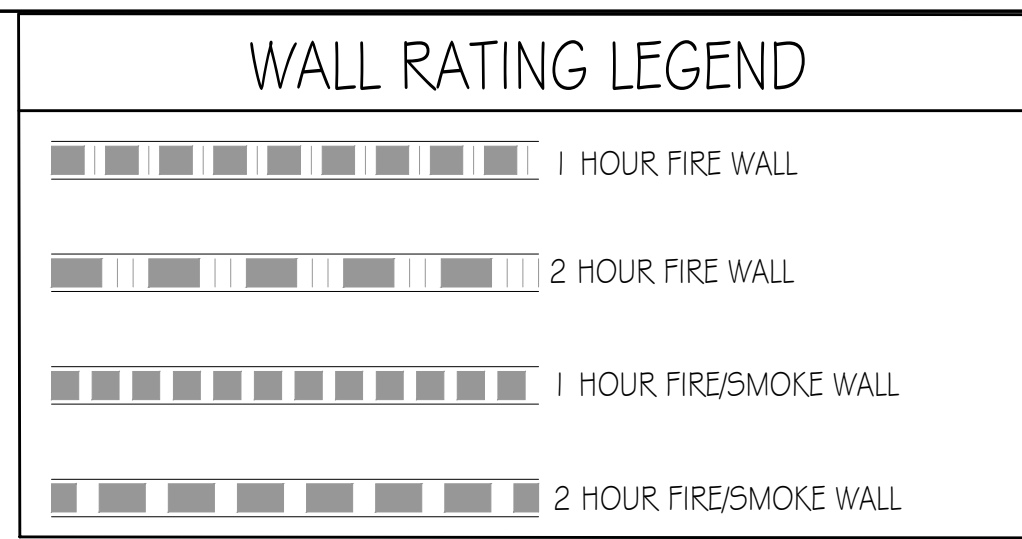 WALL RATING LEGEND
1 HOUR FIRE WALL
2 HOUR FIRE WALL
1 HOUR FIRE/SMOKE WALL
2 HOUR FIRE/SMOKE WALL